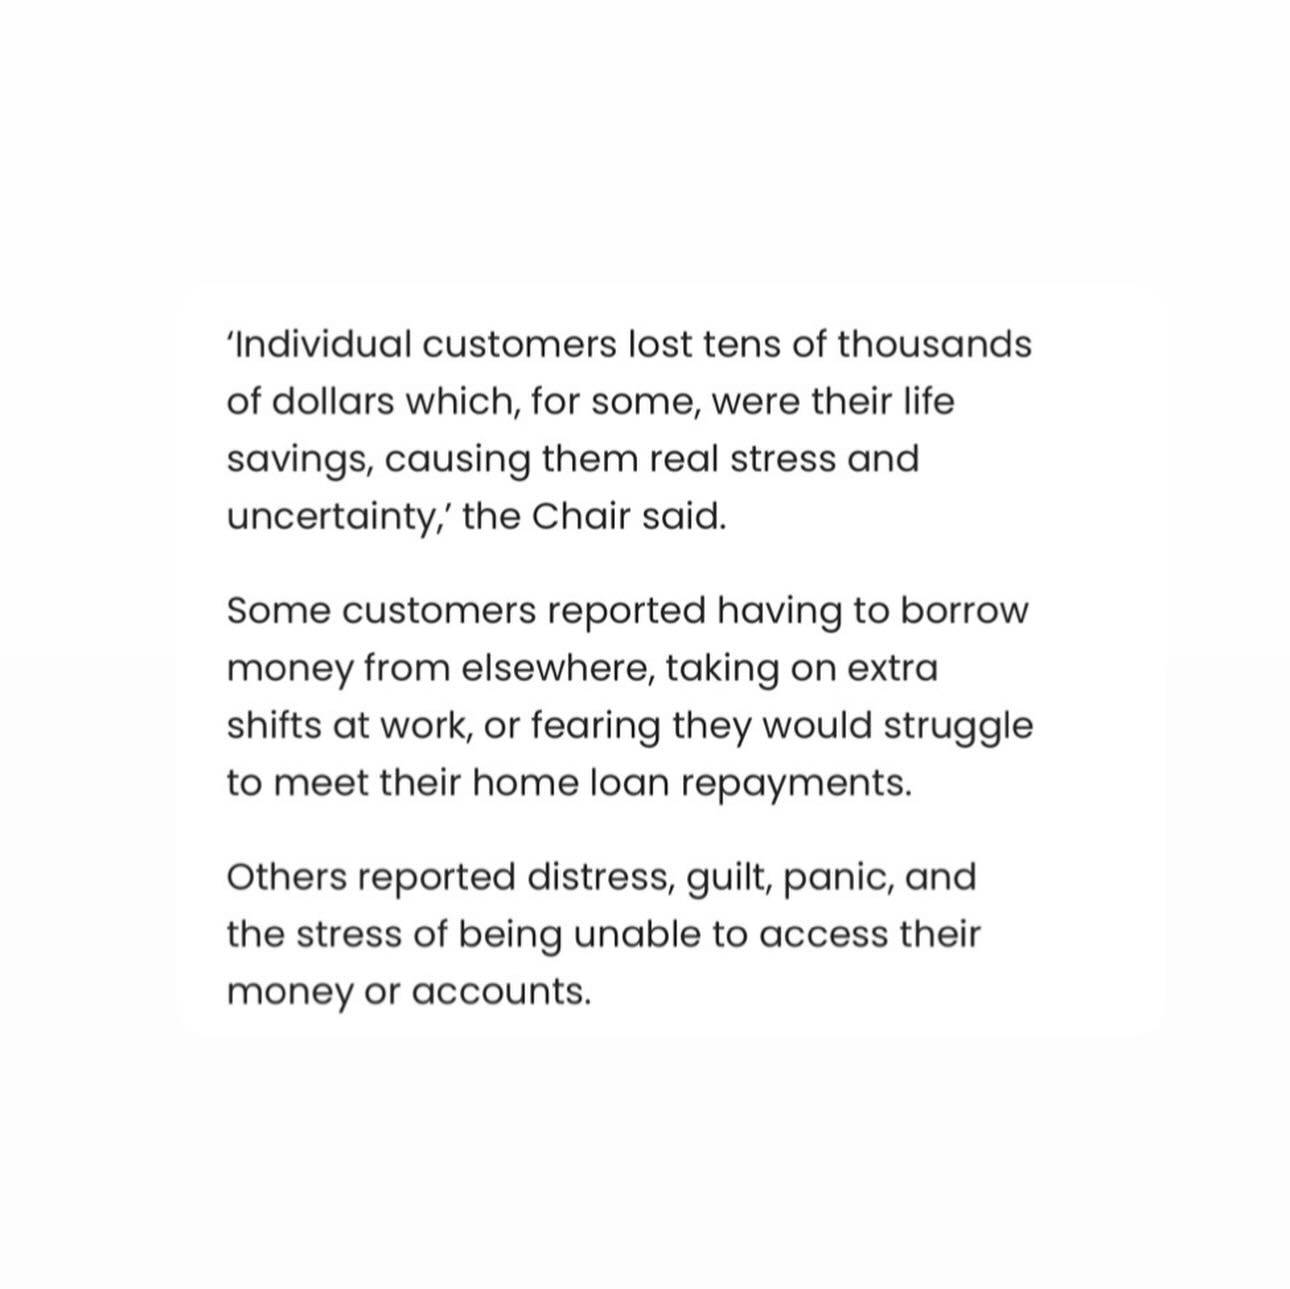 ‘Individual customers lost tens of thousands
of dollars which, for some, were their life
savings, causing them real stress and
uncertainty,’ the Chair said.
Some customers reported having to borrow
money from elsewhere, taking on extra
shifts at work, or fearing they would struggle
to meet their home loan repayments.
Others reported distress, guilt, panic, and
the stress of being unable to access their
money or accounts.